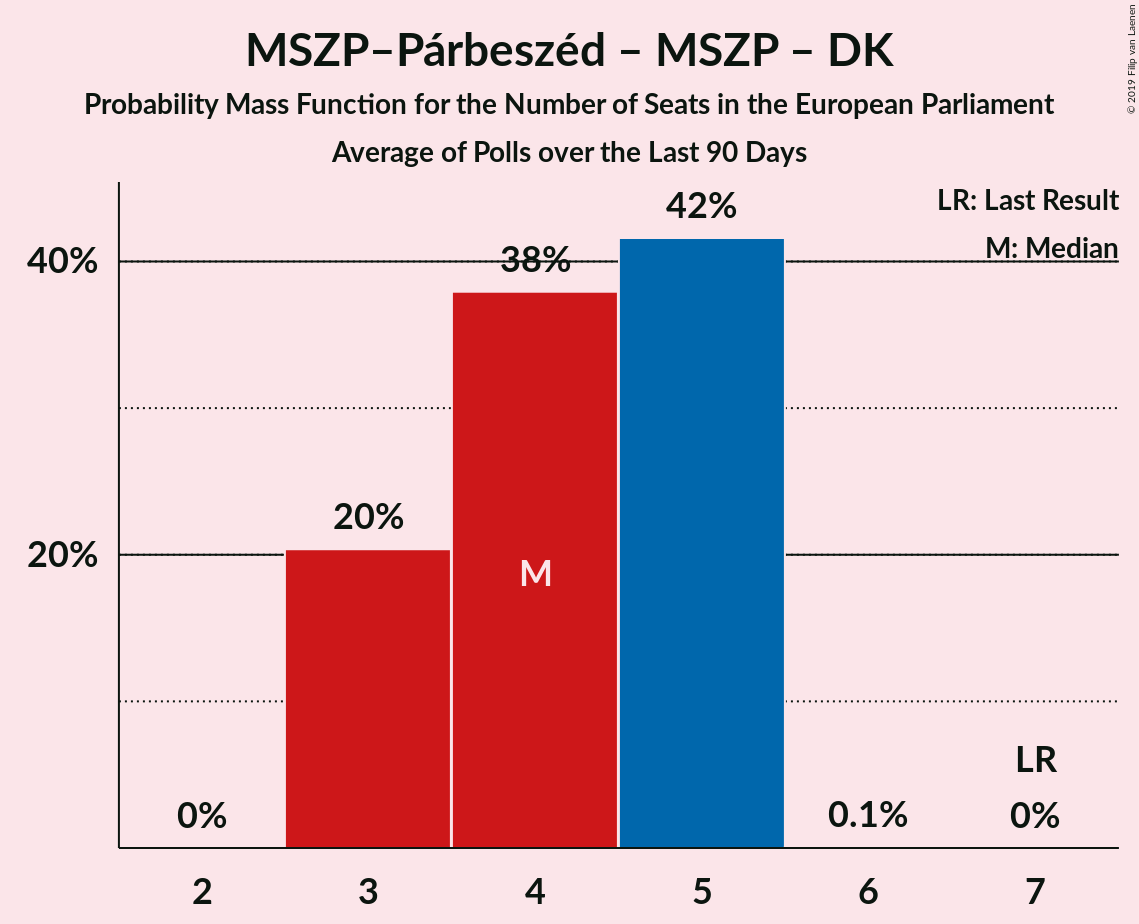 MSZP–Párbeszéd – MSZP – DK
Probability Mass Function for the Number of Seats in the European Parliament
Average of Polls over the Last 90 Days
© 2019 Filip van Laenen
LR: Last Result
M: Median
42%
40%
38%
20%
20%
M
LR
0%
0.1%
0%
2 3 4 5 6 7